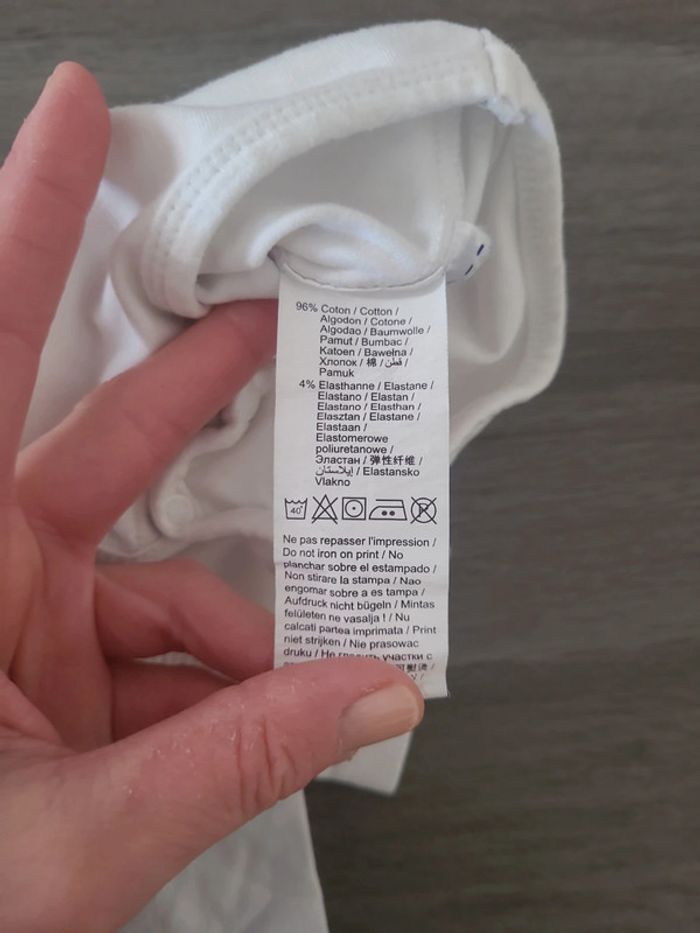 96% Coton / Cotton /
Algodon / Cotone /
Algodao / Baumwolle /
Pamut / Bumbac /
Katoen / Bawełna /
Хлопок / 棉 / قطن /
Pamuk
4% Elasthanne / Elastane /
Elastano / Elastan /
Elastano / Elasthan /
Elasztan / Elastane /
Elastaan /
Elastomerowe
poliuretanowe /
Эластан / 弹性纤维 /
إيلاستان / Elastansko
Vlakno
40°
P
Ne pas repasser l'impression /
Do not iron on print / No
planchar sobre el estampado /
Non stirare la stampa / Nao
engomar sobre a es tampa /
Aufdruck nicht bügeln / Mintas
felületen ne vasalja ! / Nu
calcati partea imprimata / Print
niet strijken / Nie prasowac
druku / Не гладить участки с